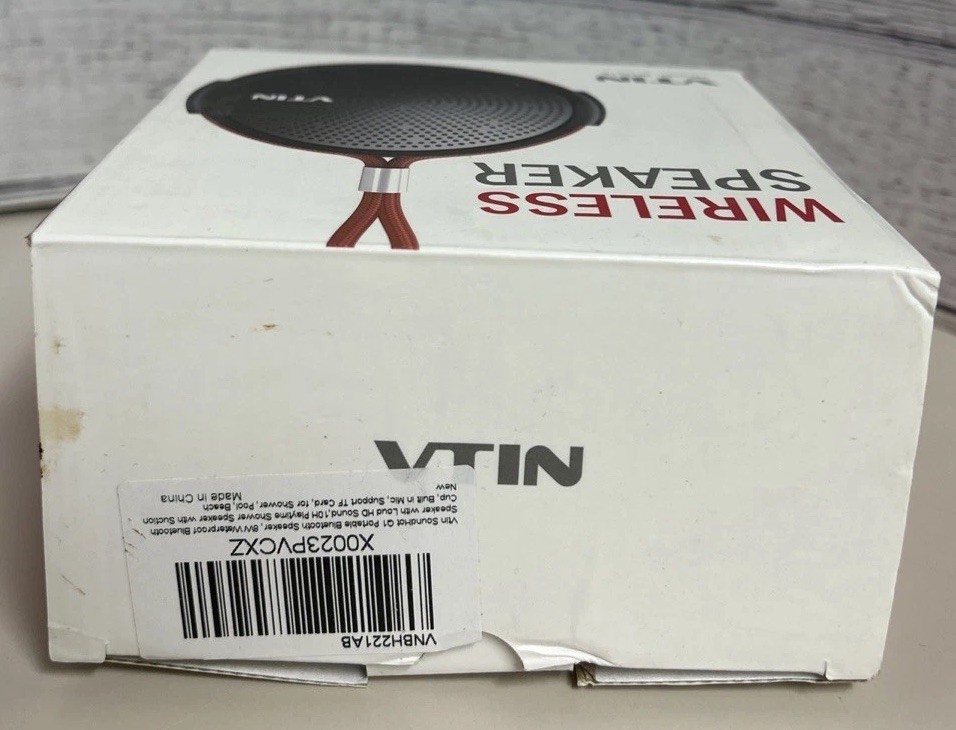 VTIN
VTIN
WIRELESS
SPEAKER
VTIN
VNBH221AB
X0023PVCXZ
Vtin SoundHot Q1 Portable Bluetooth Speaker, 8W Waterproof Bluetooth
Speaker with Loud HD Sound,10H Playtime Shower Speaker with Suction
Cup, Built in Mic, Support TF Card, for Shower, Pool, Beach
New
Made in China